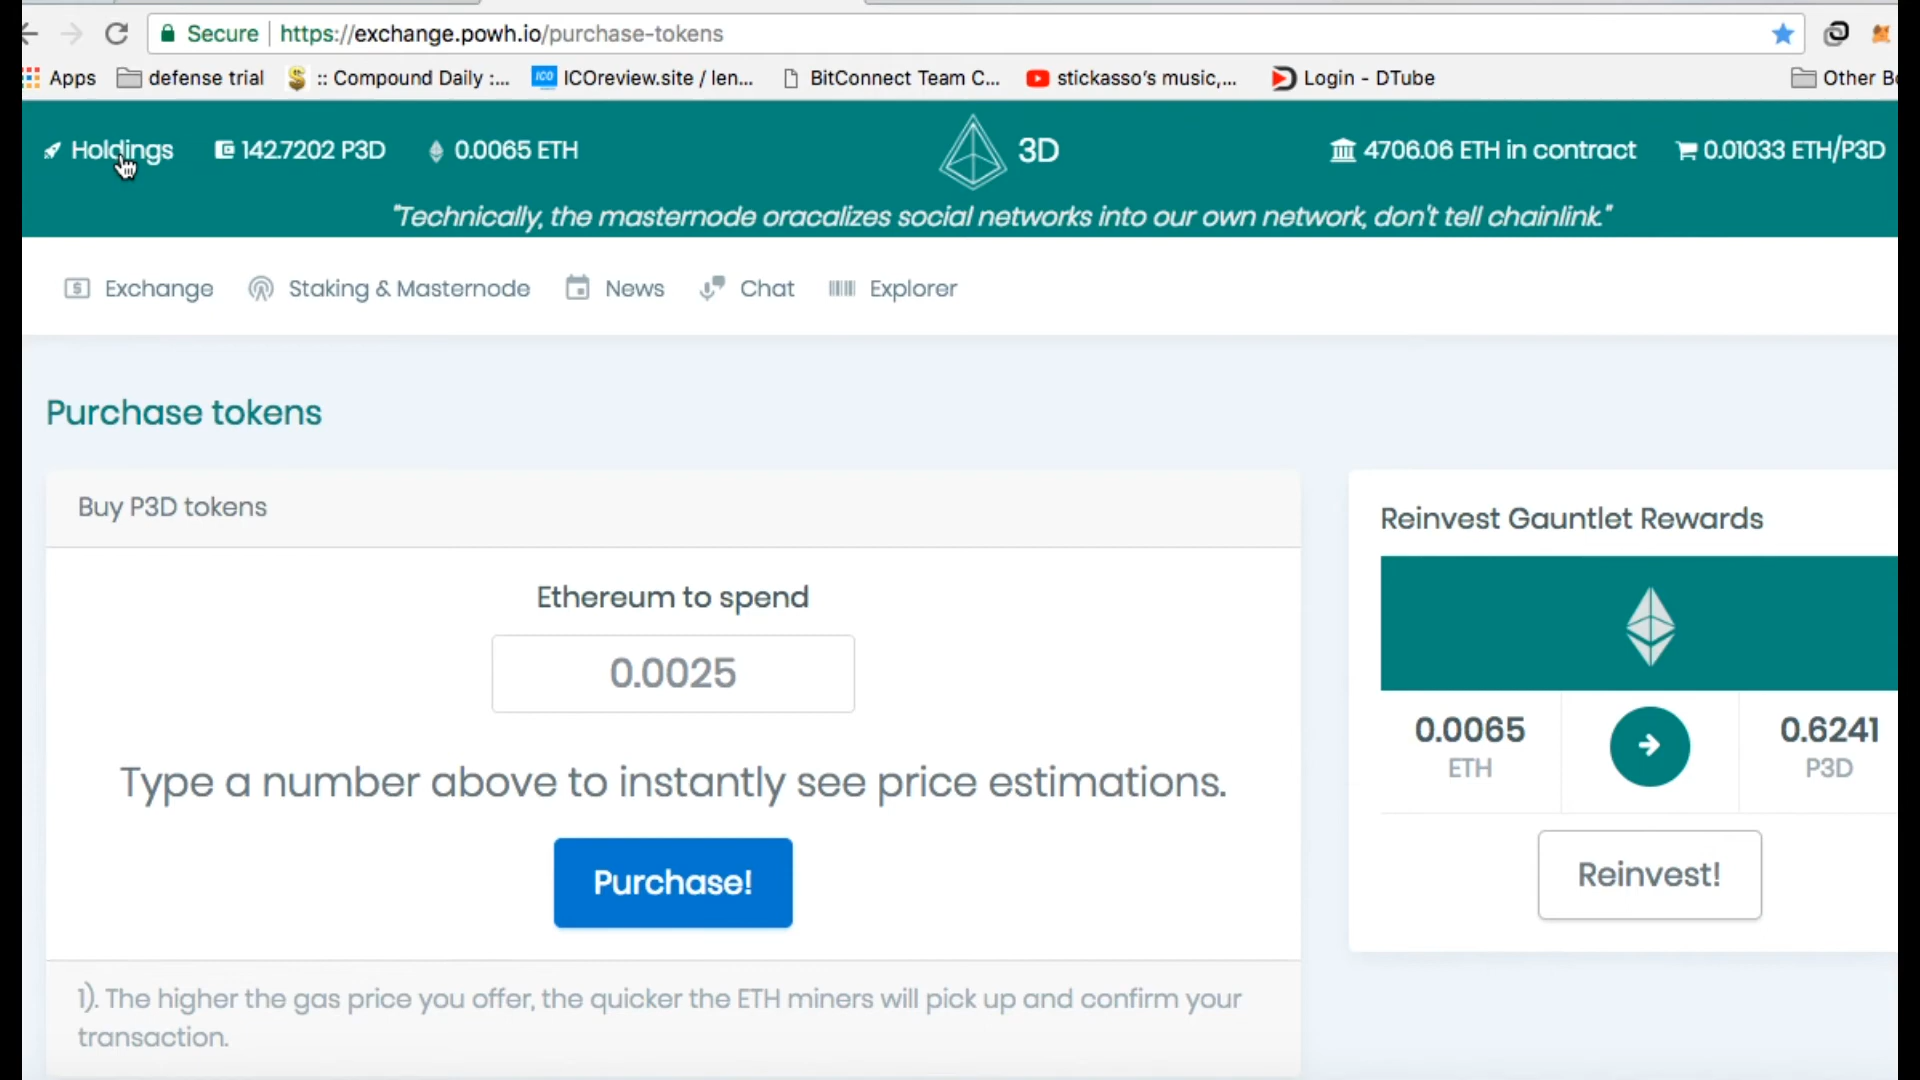 Secure https://exchange.powh.io/purchase-tokens
Apps defense trial :: Compound Daily :... ICO ICOreview.site / len... BitConnect Team C... stickasso's music,... Login - DTube Other
Holdings 142.7202 P3D 0.0065 ETH 3D 4706.06 ETH in contract 0.01033 ETH/P3D
"Technically, the masternode oracalizes social networks into our own network, don't tell chainlink."
Exchange Staking & Masternode News Chat Explorer
Purchase tokens
Buy P3D tokens
Ethereum to spend
0.0025
Type a number above to instantly see price estimations.
Purchase!
1). The higher the gas price you offer, the quicker the ETH miners will pick up and confirm your
transaction.
Reinvest Gauntlet Rewards
0.0065 0.6241
ETH P3D
Reinvest!